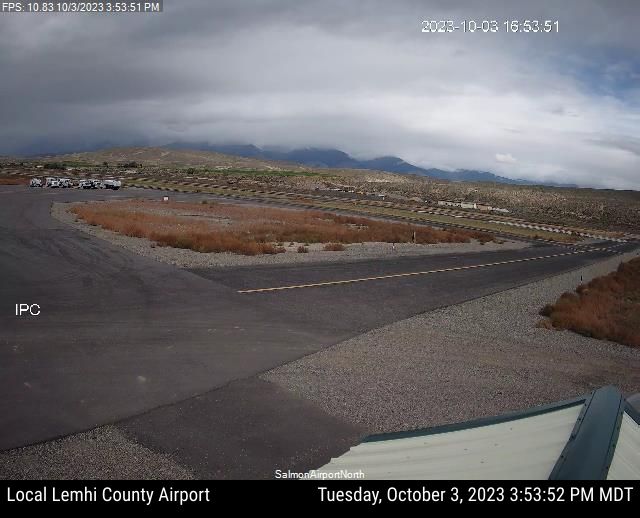 FPS: 10.83 10/3/2023 3:53:51 PM
2023-10-03 16:53:51
IPC
SalmonAirportNorth
Local Lemhi County Airport
Tuesday, October 3, 2023 3:53:52 PM MDT